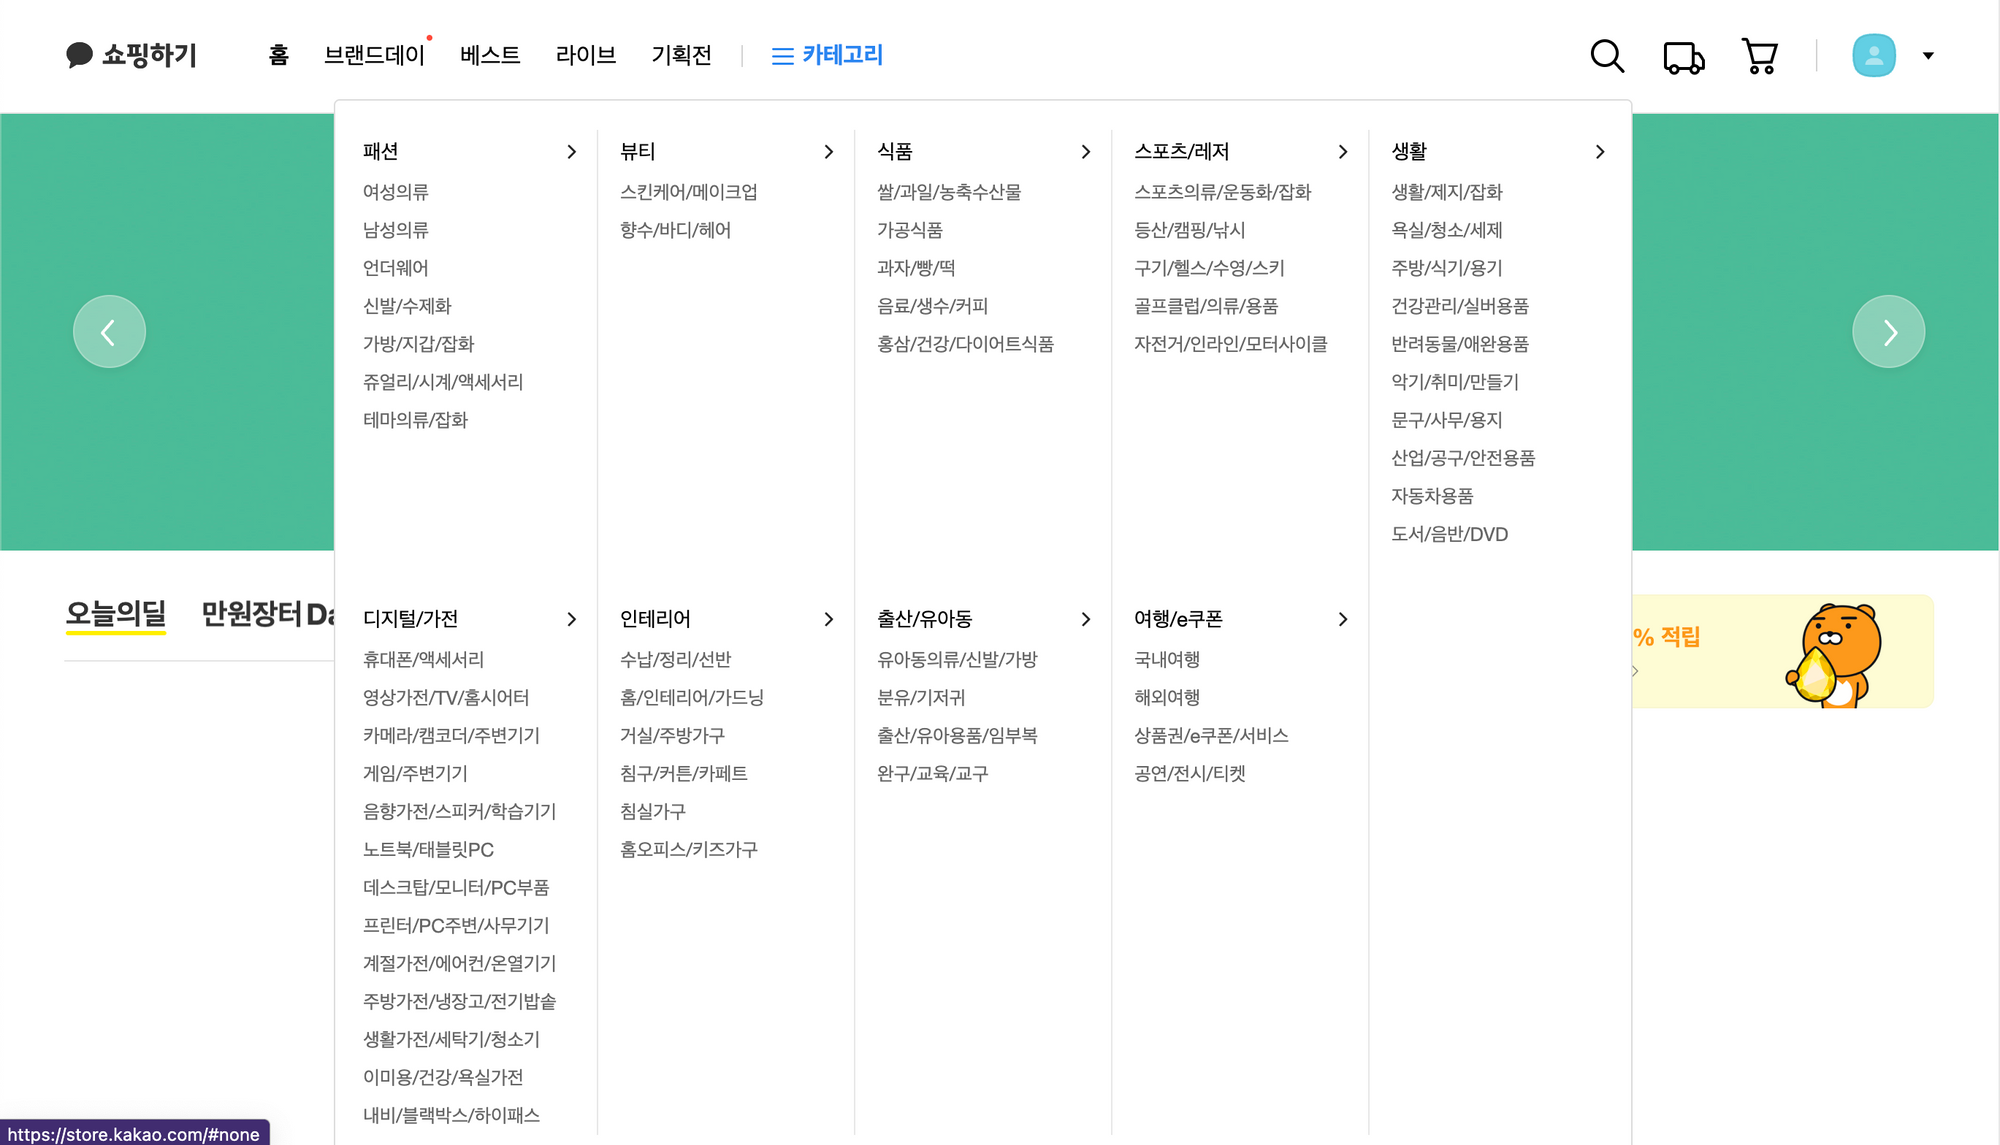 쇼핑하기
홈 브랜드데이 베스트 라이브 기획전 카테고리
패션
여성의류
남성의류
언더웨어
신발/수제화
가방/지갑/잡화
쥬얼리/시계/액세서리
테마의류/잡화
뷰티
스킨케어/메이크업
향수/바디/헤어
식품
쌀/과일/농축수산물
가공식품
과자/빵/떡
음료/생수/커피
홍삼/건강/다이어트식품
스포츠/레저
스포츠의류/운동화/잡화
등산/캠핑/낚시
구기/헬스/수영/스키
골프클럽/의류/용품
자전거/인라인/모터사이클
생활
생활/제지/잡화
욕실/청소/세제
주방/식기/용기
건강관리/실버용품
반려동물/애완용품
악기/취미/만들기
문구/사무/용지
산업/공구/안전용품
자동차용품
도서/음반/DVD
오늘의딜 만원장터
디지털/가전
휴대폰/액세서리
영상가전/TV/홈시어터
카메라/캠코더/주변기기
게임/주변기기
음향가전/스피커/학습기기
노트북/태블릿PC
데스크탑/모니터/PC부품
프린터/PC주변/사무기기
계절가전/에어컨/온열기기
주방가전/냉장고/전기밥솥
생활가전/세탁기/청소기
이미용/건강/욕실가전
내비/블랙박스/하이패스
인테리어
수납/정리/선반
홈/인테리어/가드닝
거실/주방가구
침구/커튼/카페트
침실가구
홈오피스/키즈가구
출산/유아동
유아동의류/신발/가방
분유/기저귀
출산/유아용품/임부복
완구/교육/교구
여행/e쿠폰
국내여행
해외여행
상품권/e쿠폰/서비스
공연/전시/티켓
% 적립
https://store.kakao.com/#none